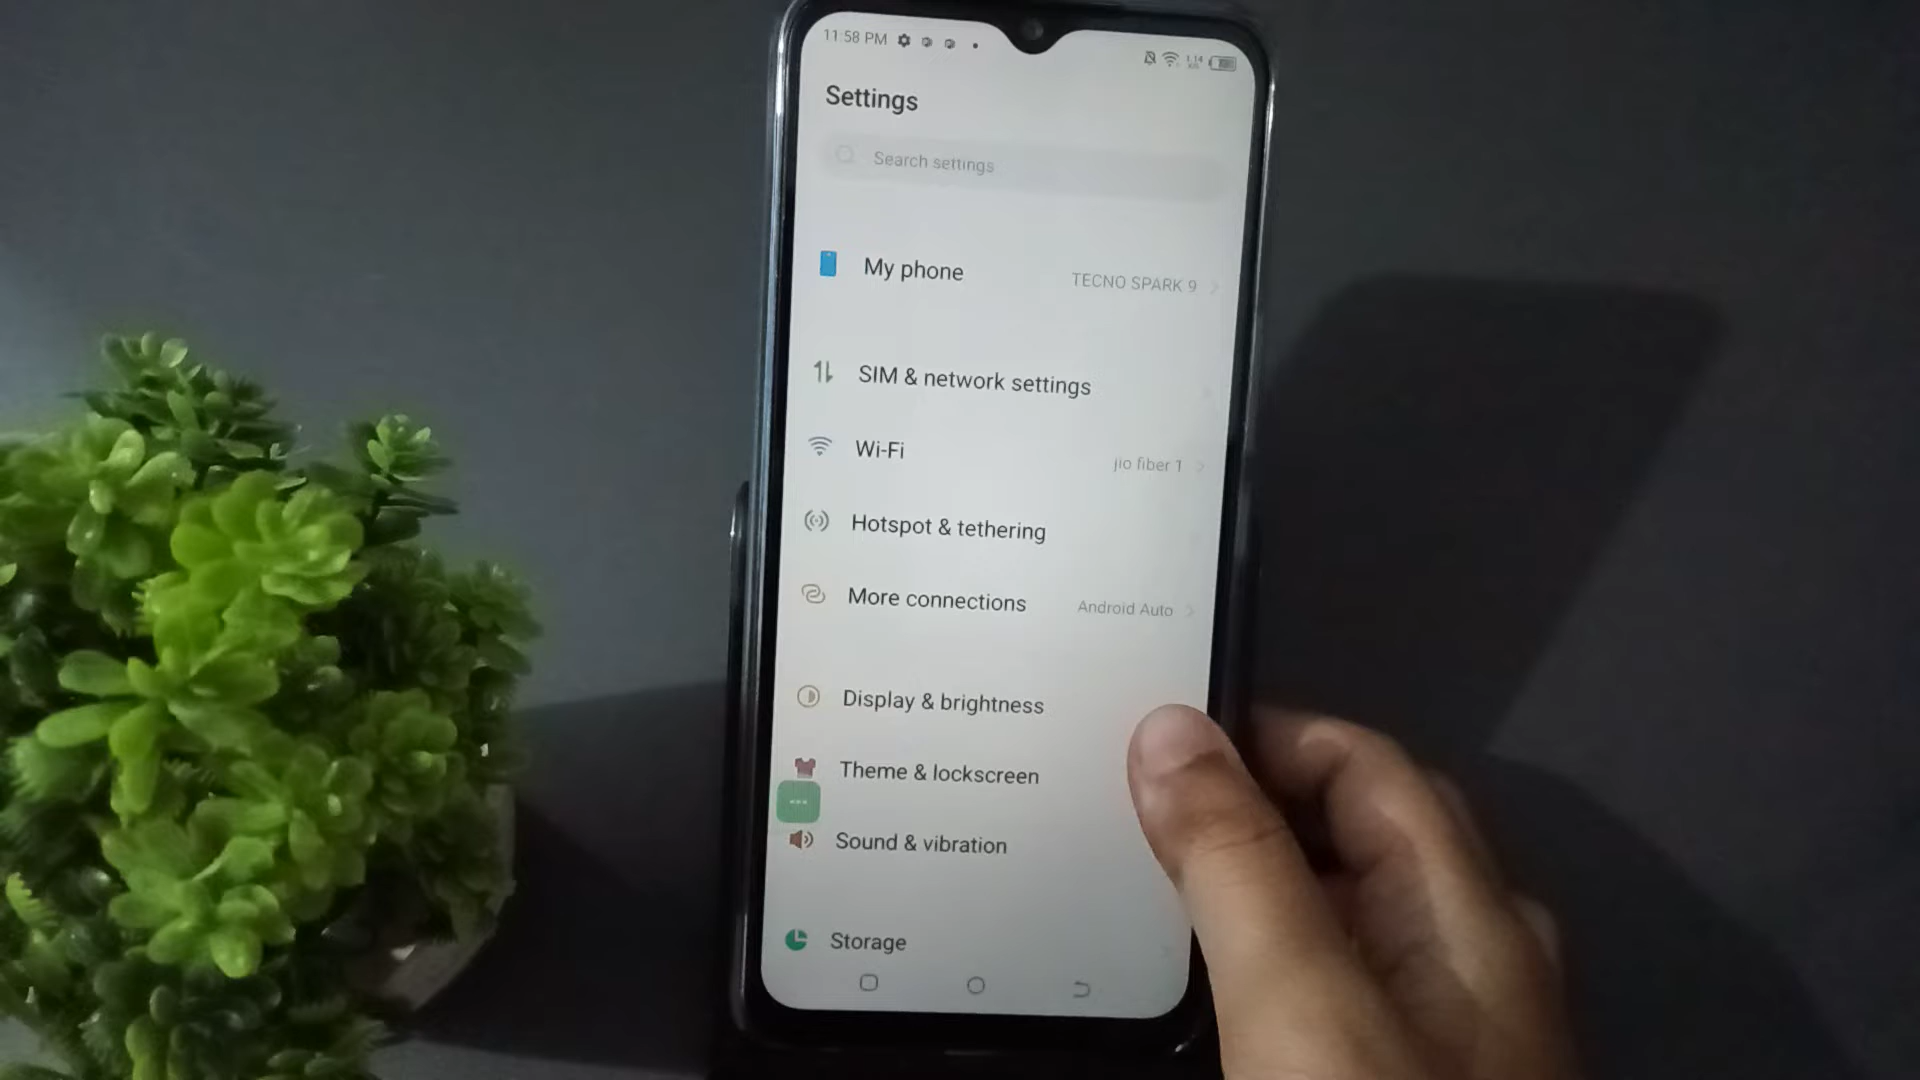 11:58 PM
Settings
Search settings
My phone
TECNO SPARK 9
SIM & network settings
Wi-Fi
jio fiber 1
Hotspot & tethering
More connections
Android Auto
Display & brightness
Theme & lockscreen
Sound & vibration
Storage